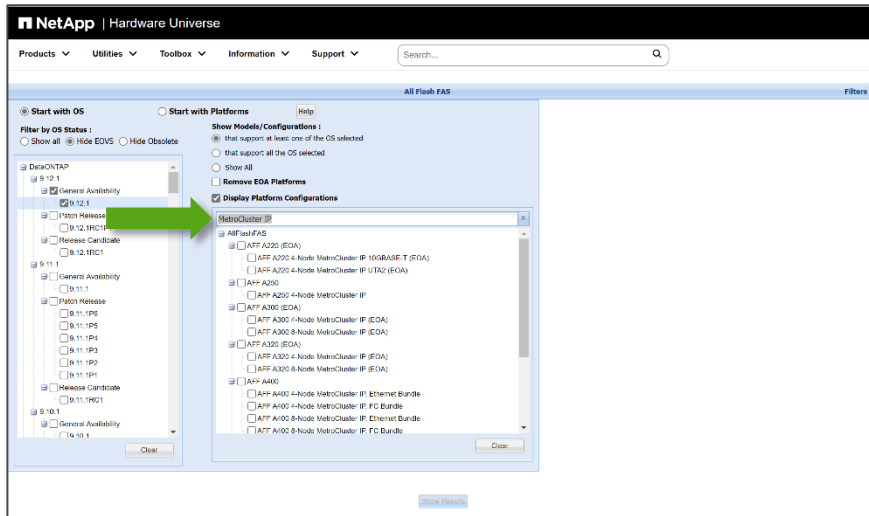 NetApp | Hardware Universe
Products Utilities Toolbox Information Support Search...
All Flash FAS Filters
Start with OS Start with Platforms Help
Filter by OS Status :
Show all Hide EOVS Hide Obsolete
DataONTAP
9.12.1
General Availability
9.12.1
Patch Release
9.12.1RC1P1
Release Candidate
9.12.1RC1
9.11.1
General Availability
9.11.1
Patch Release
9.11.1P6
9.11.1P5
9.11.1P4
9.11.1P3
9.11.1P2
9.11.1P1
Release Candidate
9.11.1RC1
9.10.1
General Availability
9.10.1
Clear
Show Models/Configurations :
that support at least one of the OS selected
that support all the OS selected
Show All
Remove EOA Platforms
Display Platform Configurations
MetroCluster IP
AllFlashFAS
AFF A220 (EOA)
AFF A220 4-Node MetroCluster IP 10GBASE-T (EOA)
AFF A220 4-Node MetroCluster IP UTA2 (EOA)
AFF A250
AFF A250 4-Node MetroCluster IP
AFF A300 (EOA)
AFF A300 4-Node MetroCluster IP (EOA)
AFF A300 8-Node MetroCluster IP (EOA)
AFF A320 (EOA)
AFF A320 4-Node MetroCluster IP (EOA)
AFF A320 8-Node MetroCluster IP (EOA)
AFF A400
AFF A400 4-Node MetroCluster IP, Ethernet Bundle
AFF A400 4-Node MetroCluster IP, FC Bundle
AFF A400 8-Node MetroCluster IP, Ethernet Bundle
AFF A400 8-Node MetroCluster IP, FC Bundle
Clear
Show Results